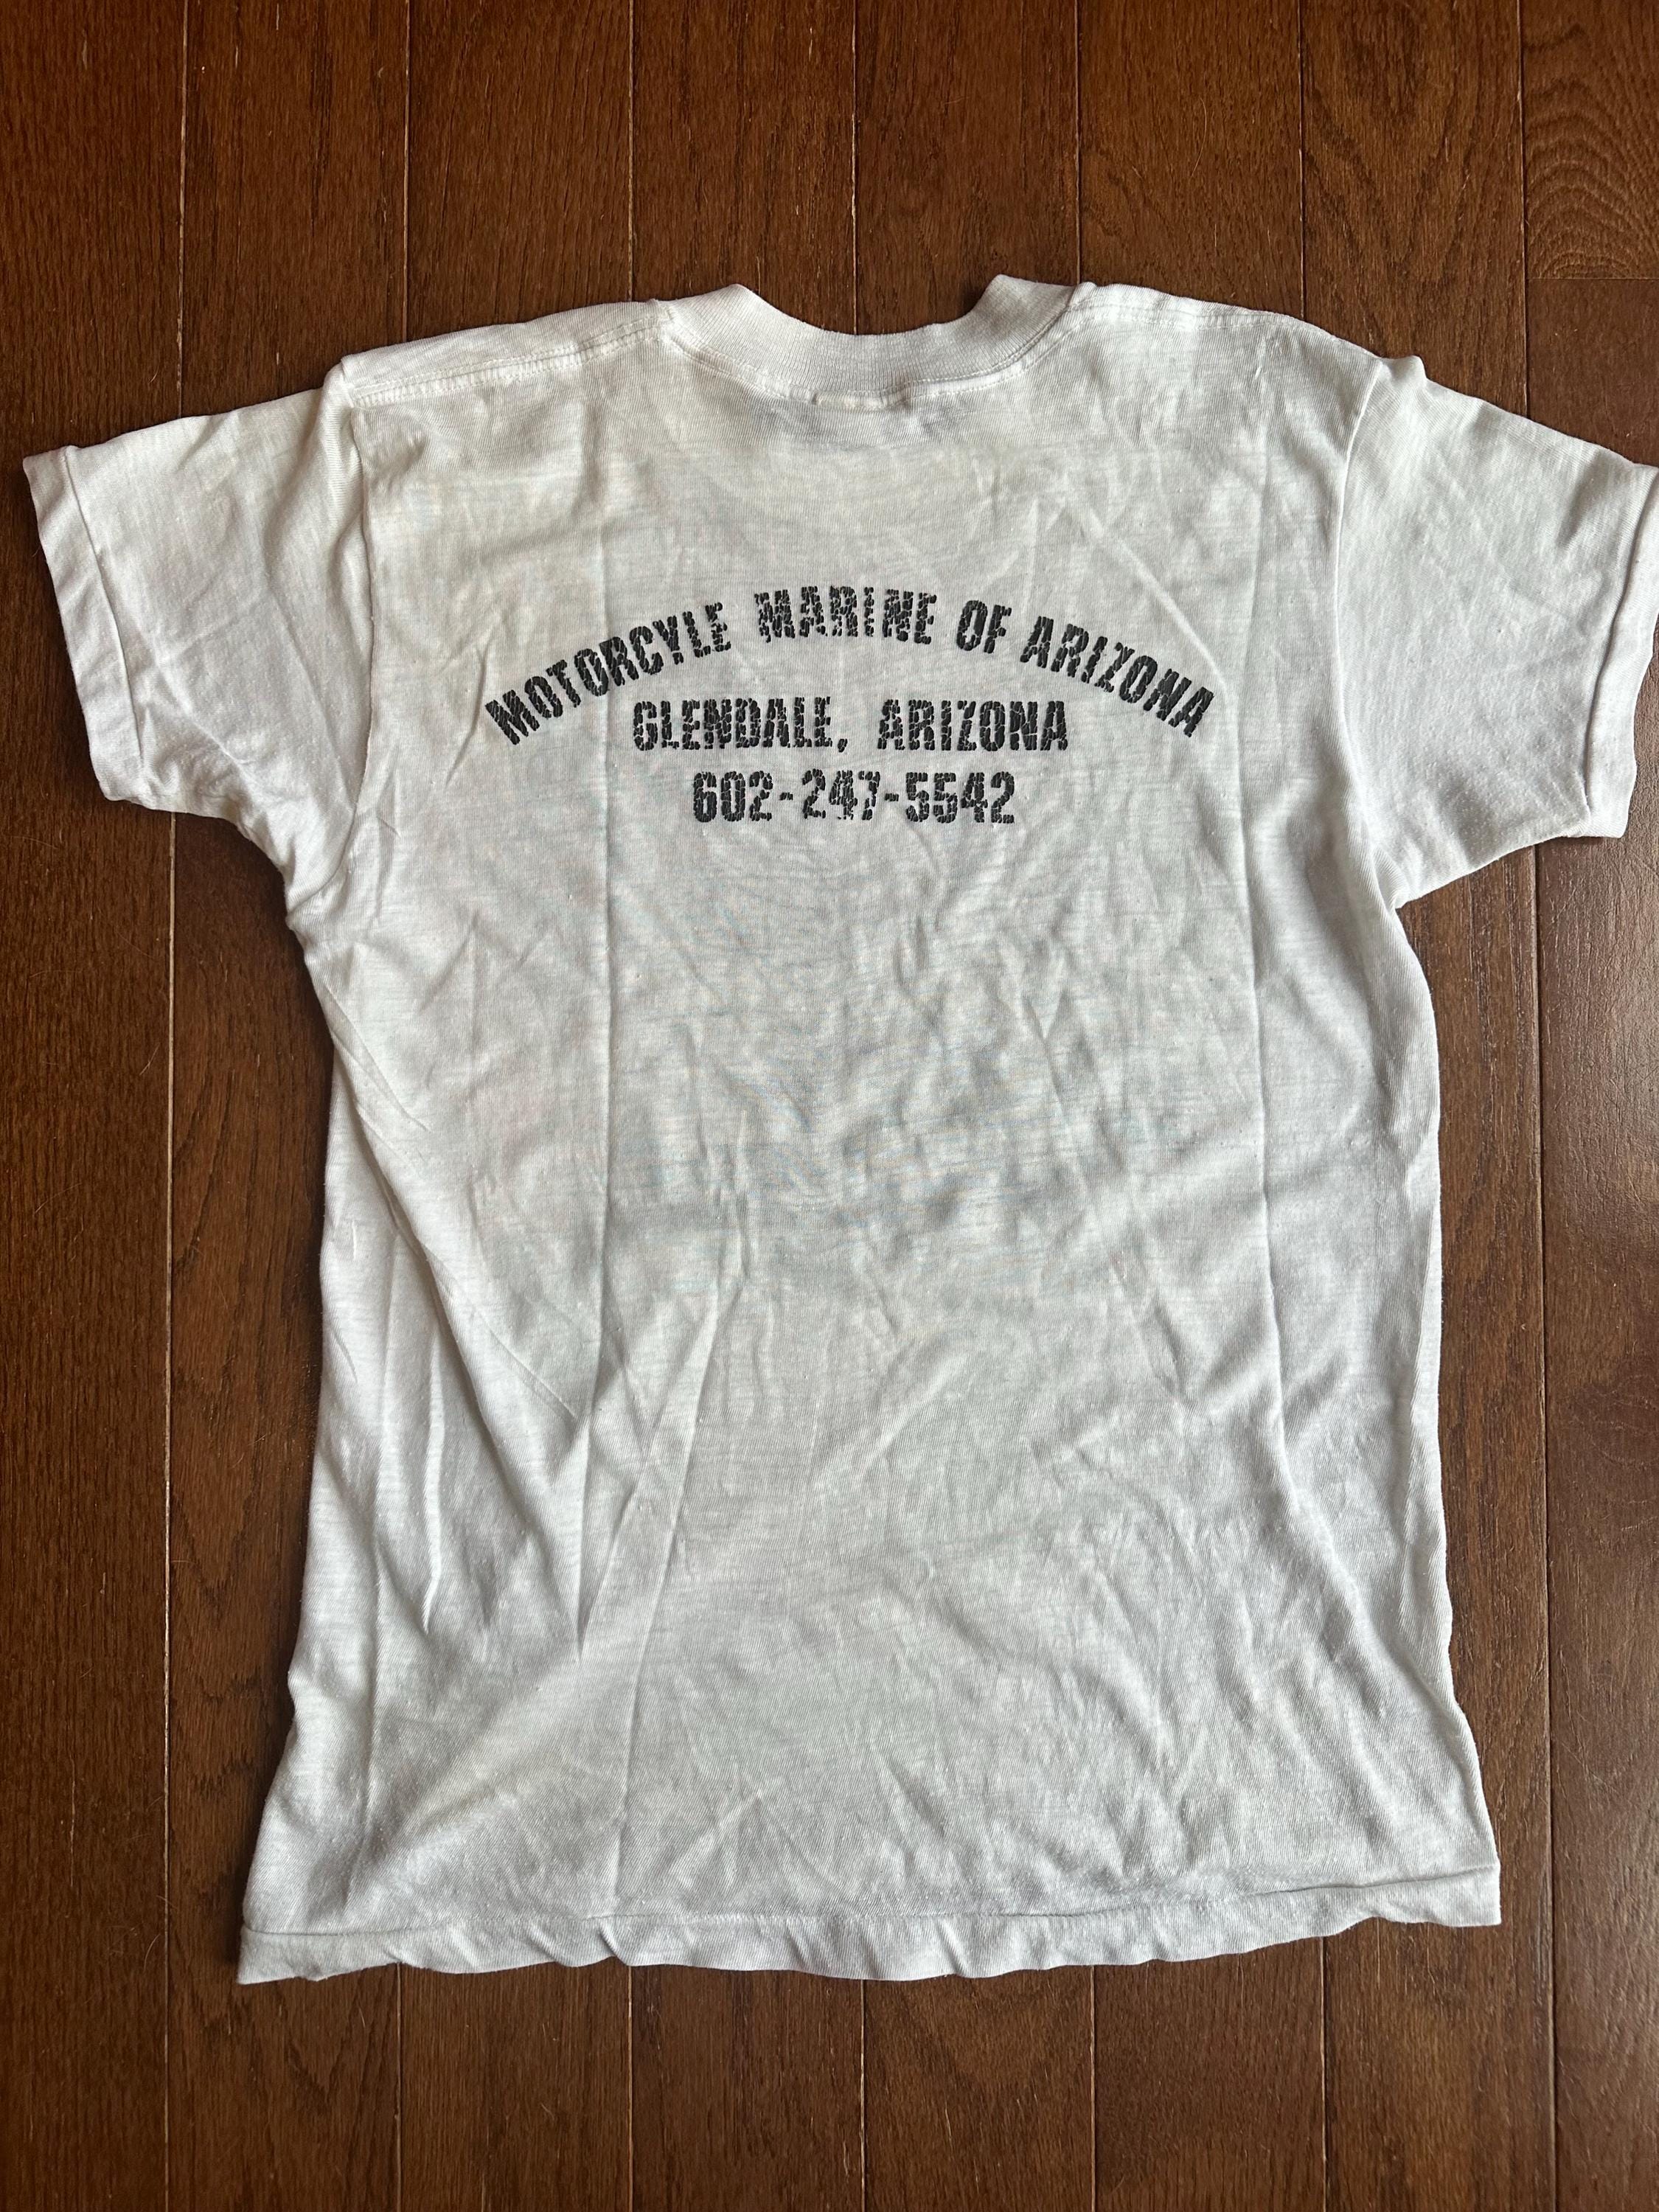 MOTORCYLE MARINE OF ARIZONA
GLENDALE, ARIZONA
602-247-5542